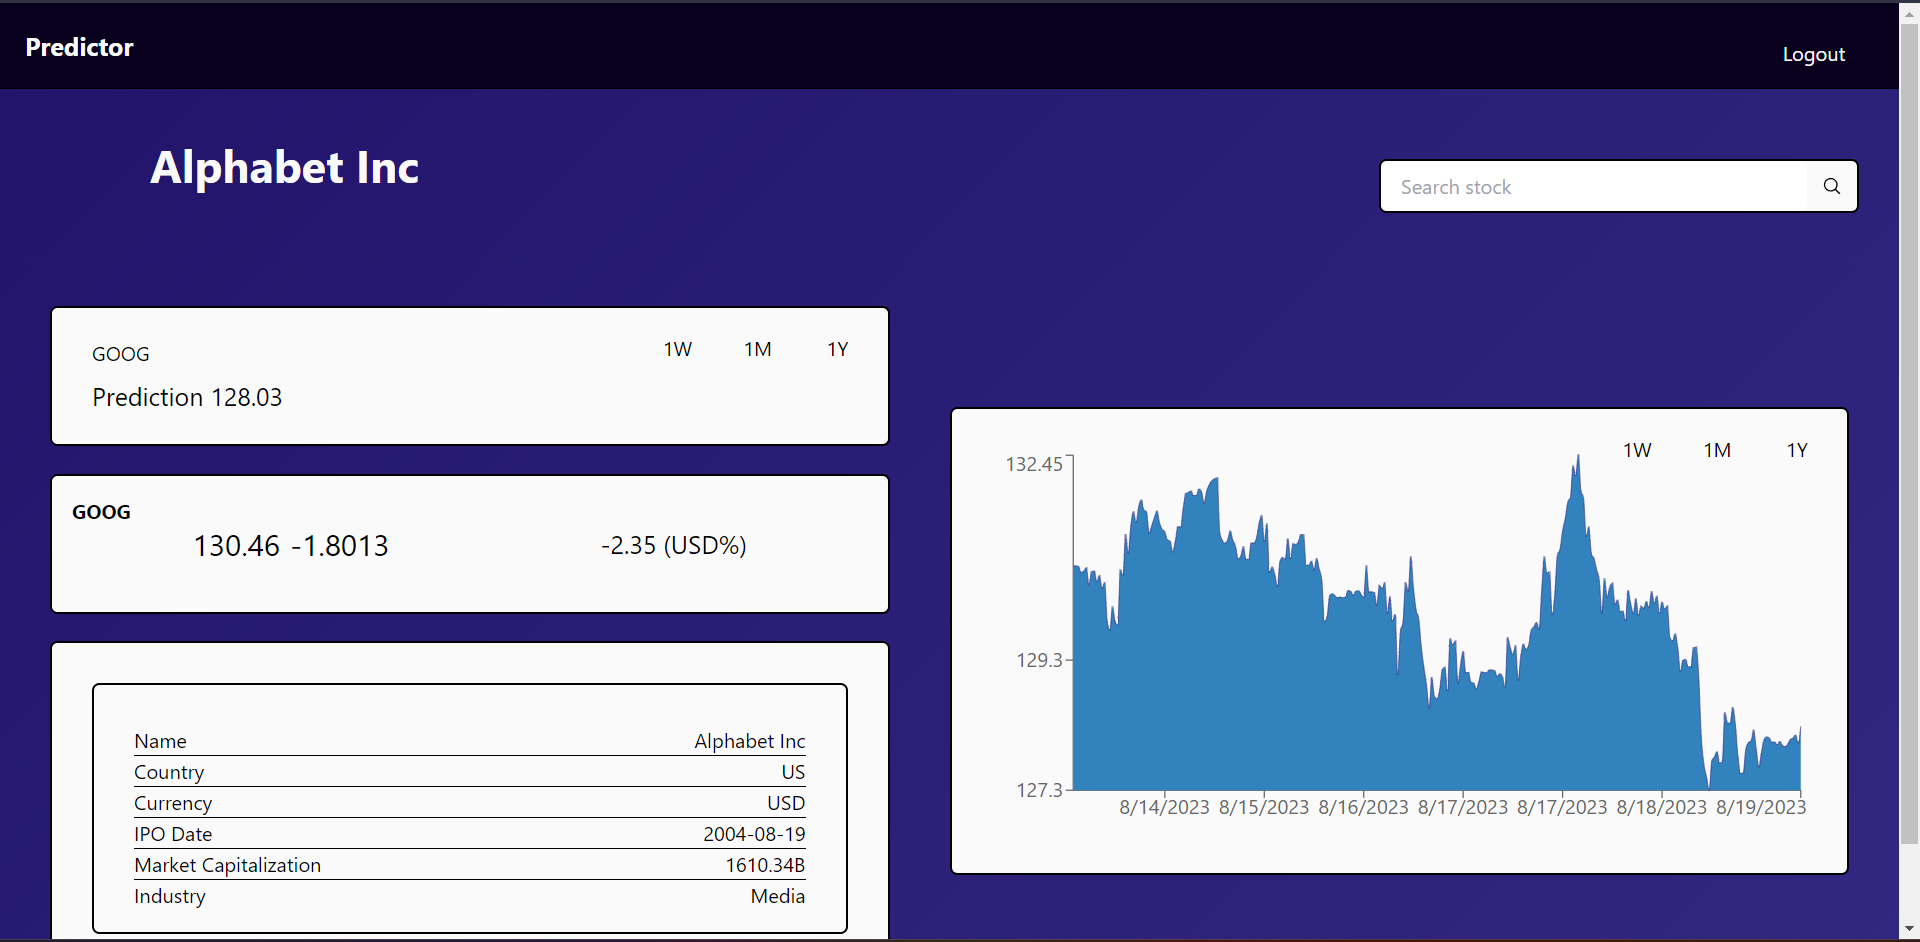 Predictor
Logout
Alphabet Inc
Search stock
GOOG
1W 1M 1Y
Prediction 128.03
GOOG
130.46 -1.8013
-2.35 (USD%)
Name Alphabet Inc
Country US
Currency USD
IPO Date 2004-08-19
Market Capitalization 1610.34B
Industry Media
1W 1M 1Y
132.45
129.3
127.3
8/14/2023 8/15/2023 8/16/2023 8/17/2023 8/17/2023 8/18/2023 8/19/2023